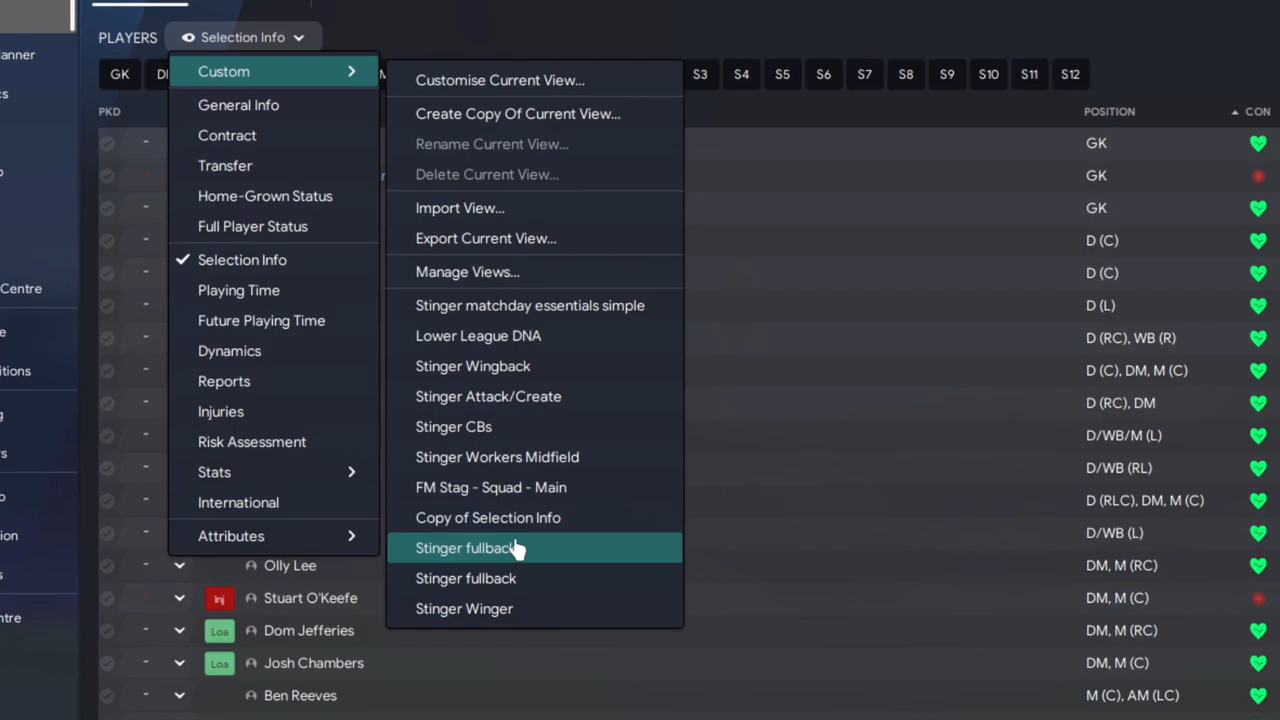 anner
cs
o
Centre
e
itions
g
rs
o
ion
s
entre
PLAYERS
Selection Info
GK
S3 S4 S5 S6 S7 S8 S9 S10 S11 S12
PKD
POSITION
CON
Custom
General Info
Contract
Transfer
Home-Grown Status
Full Player Status
Selection Info
Playing Time
Future Playing Time
Dynamics
Reports
Injuries
Risk Assessment
Stats
International
Attributes
Customise Current View...
Create Copy Of Current View...
Rename Current View...
Delete Current View...
Import View...
Export Current View...
Manage Views...
Stinger matchday essentials simple
Lower League DNA
Stinger Wingback
Stinger Attack/Create
Stinger CBs
Stinger Workers Midfield
FM Stag - Squad - Main
Copy of Selection Info
Stinger fullback
Stinger fullback
Stinger Winger
GK
GK
GK
D (C)
D (C)
D (L)
D (RC), WB (R)
D (C), DM, M (C)
D (RC), DM
D/WB/M (L)
D/WB (RL)
D (RLC), DM, M (C)
D/WB (L)
Olly Lee DM, M (RC)
Inj Stuart O'Keefe DM, M (C)
Loa Dom Jefferies DM, M (RC)
Loa Josh Chambers DM, M (C)
Ben Reeves M (C), AM (LC)